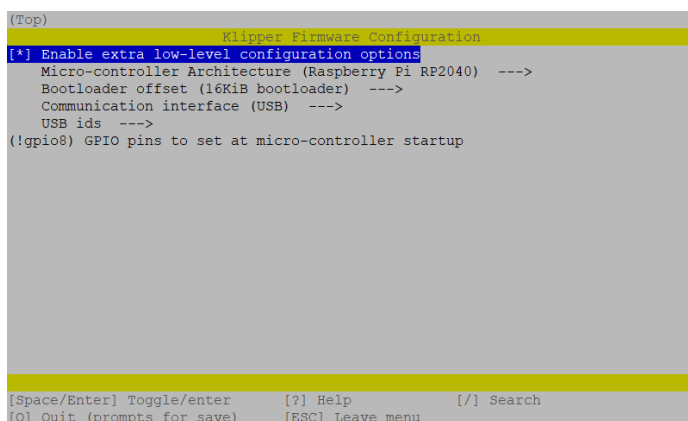 (Top)
Klipper Firmware Configuration
[*] Enable extra low-level configuration options
Micro-controller Architecture (Raspberry Pi RP2040) --->
Bootloader offset (16KiB bootloader) --->
Communication interface (USB) --->
USB ids --->
(!gpio8) GPIO pins to set at micro-controller startup
[Space/Enter] Toggle/enter [?] Help [/] Search
[Q] Quit (prompts for save) [ESC] Leave menu